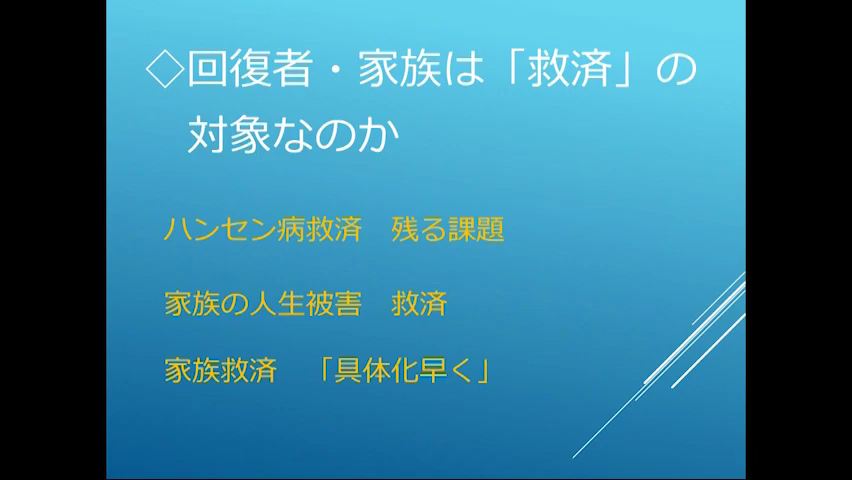 ◇回復者・家族は「救済」の
対象なのか
ハンセン病救済　残る課題
家族の人生被害　救済
家族救済　「具体化早く」